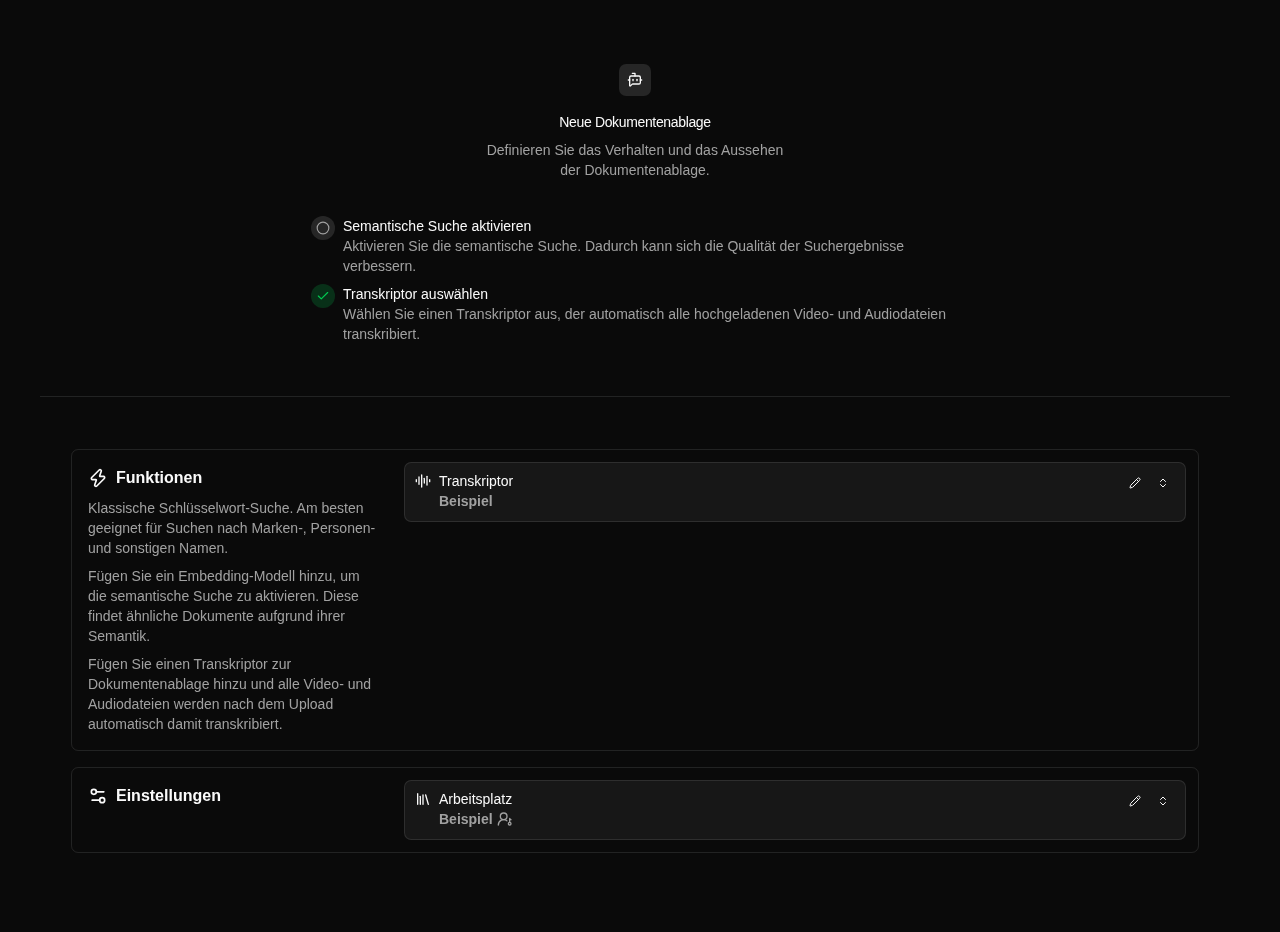 Neue Dokumentenablage
Definieren Sie das Verhalten und das Aussehen
der Dokumentenablage.
Semantische Suche aktivieren
Aktivieren Sie die semantische Suche. Dadurch kann sich die Qualität der Suchergebnisse
verbessern.
Transkriptor auswählen
Wählen Sie einen Transkriptor aus, der automatisch alle hochgeladenen Video- und Audiodateien
transkribiert.
Funktionen
Klassische Schlüsselwort-Suche. Am besten
geeignet für Suchen nach Marken-, Personen-
und sonstigen Namen.
Fügen Sie ein Embedding-Modell hinzu, um
die semantische Suche zu aktivieren. Diese
findet ähnliche Dokumente aufgrund ihrer
Semantik.
Fügen Sie einen Transkriptor zur
Dokumentenablage hinzu und alle Video- und
Audiodateien werden nach dem Upload
automatisch damit transkribiert.
Transkriptor
Beispiel
Einstellungen
Arbeitsplatz
Beispiel